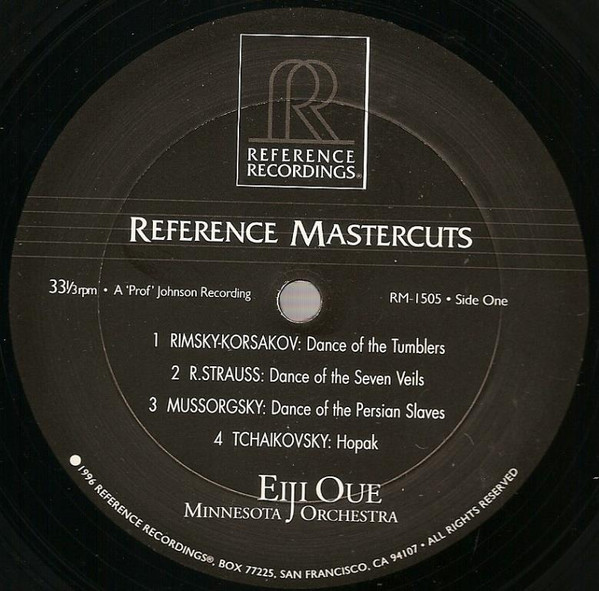 R
REFERENCE
RECORDINGS®
REFERENCE MASTERCUTS
33⅓rpm • A 'Prof' Johnson Recording
RM-1505 • Side One
1 RIMSKY-KORSAKOV: Dance of the Tumblers
2 R.STRAUSS: Dance of the Seven Veils
3 MUSSORGSKY: Dance of the Persian Slaves
4 TCHAIKOVSKY: Hopak
EIJI OUE
MINNESOTA ORCHESTRA
1996 REFERENCE RECORDINGS®, BOX 77225, SAN FRANCISCO, CA 94107 • ALL RIGHTS RESERVED